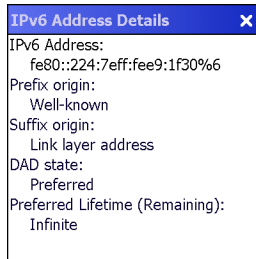 IPv6 Address Details
IPv6 Address:
fe80::224:7eff:fee9:1f30%6
Prefix origin:
Well-known
Suffix origin:
Link layer address
DAD state:
Preferred
Preferred Lifetime (Remaining):
Infinite